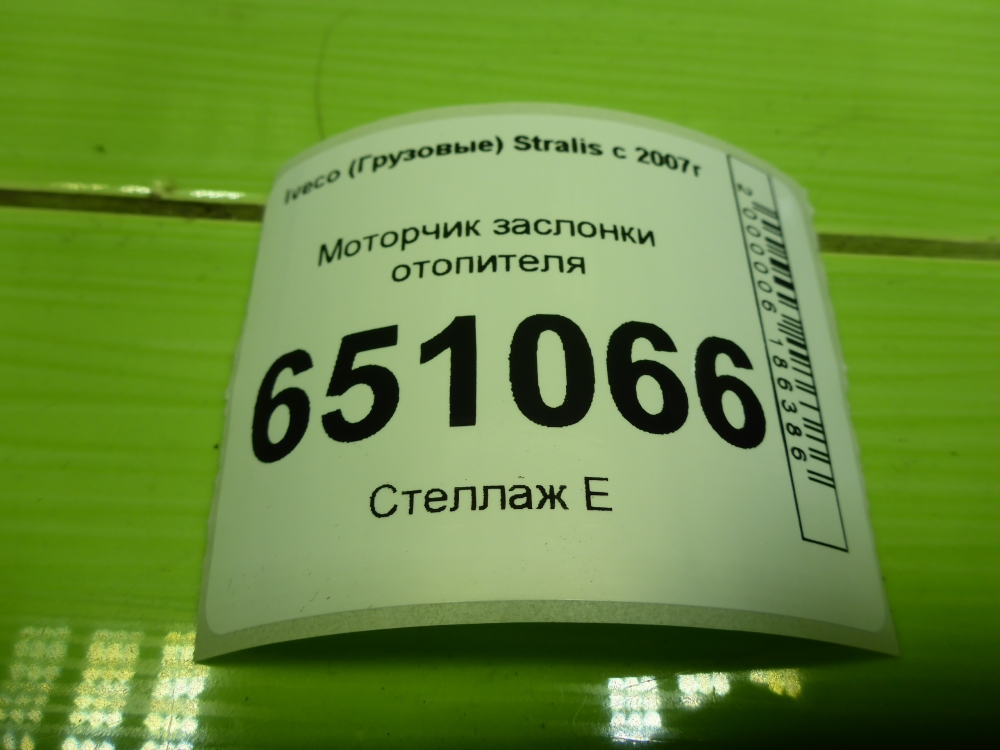 Iveco (Грузовые) Stralis с 2007г
Моторчик заслонки
отопителя
651066
Стеллаж Е
2000006186386